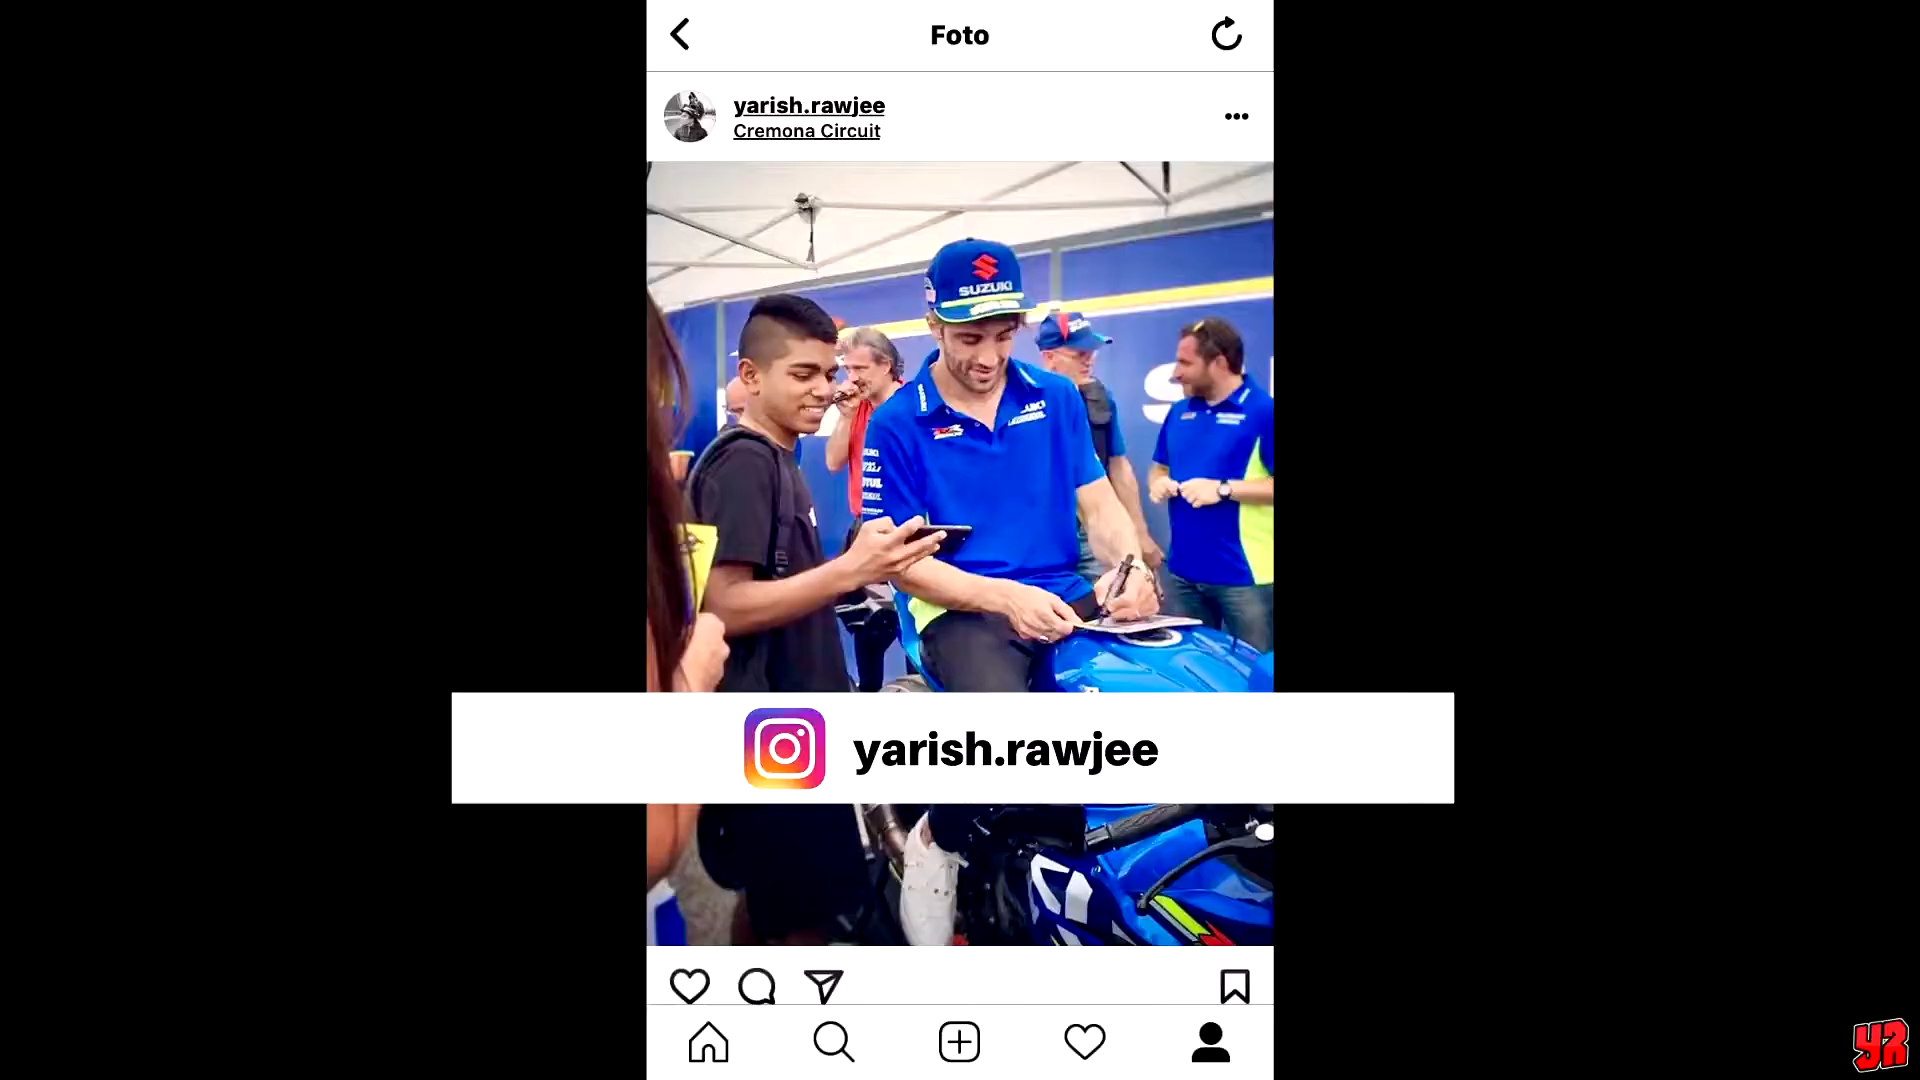 Foto
yarish.rawjee
Cremona Circuit
SUZUKI
yarish.rawjee
YR